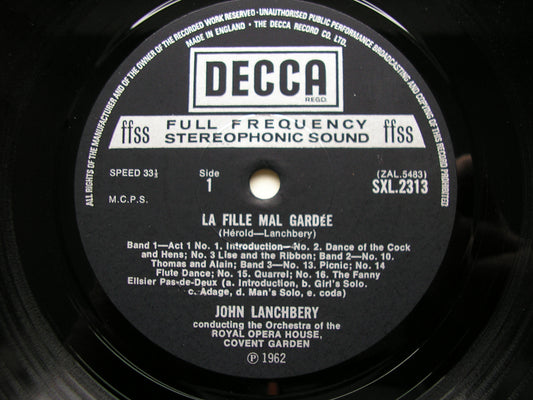 ALL RIGHTS OF THE MANUFACTURER AND OF THE OWNER OF THE RECORDED WORK RESERVED · UNAUTHORISED PUBLIC PERFORMANCE BROADCASTING AND COPYING OF THIS RECORD PROHIBITED
MADE IN ENGLAND · THE DECCA RECORD CO. LTD.
DECCA
REGD.
ffss FULL FREQUENCY ffss
STEREOPHONIC SOUND
SPEED 33⅓ Side (ZAL.5483)
1 SXL.2313
M.C.P.S.
LA FILLE MAL GARDÉE
(Hérold—Lanchbery)
Band 1—Act 1 No. 1. Introduction— No. 2. Dance of the Cock
and Hens; No. 3 Lise and the Ribbon; Band 2—No. 10.
Thomas and Alain; Band 3—No. 13. Picnic; No. 14
Flute Dance; No. 15. Quarrel; No. 16. The Fanny
Ellsier Pas-de-Deux (a. Introduction, b. Girl's Solo.
c. Adage, d. Man's Solo, e. coda)
JOHN LANCHBERY
conducting the Orchestra of the
ROYAL OPERA HOUSE,
COVENT GARDEN
Ⓟ 1962